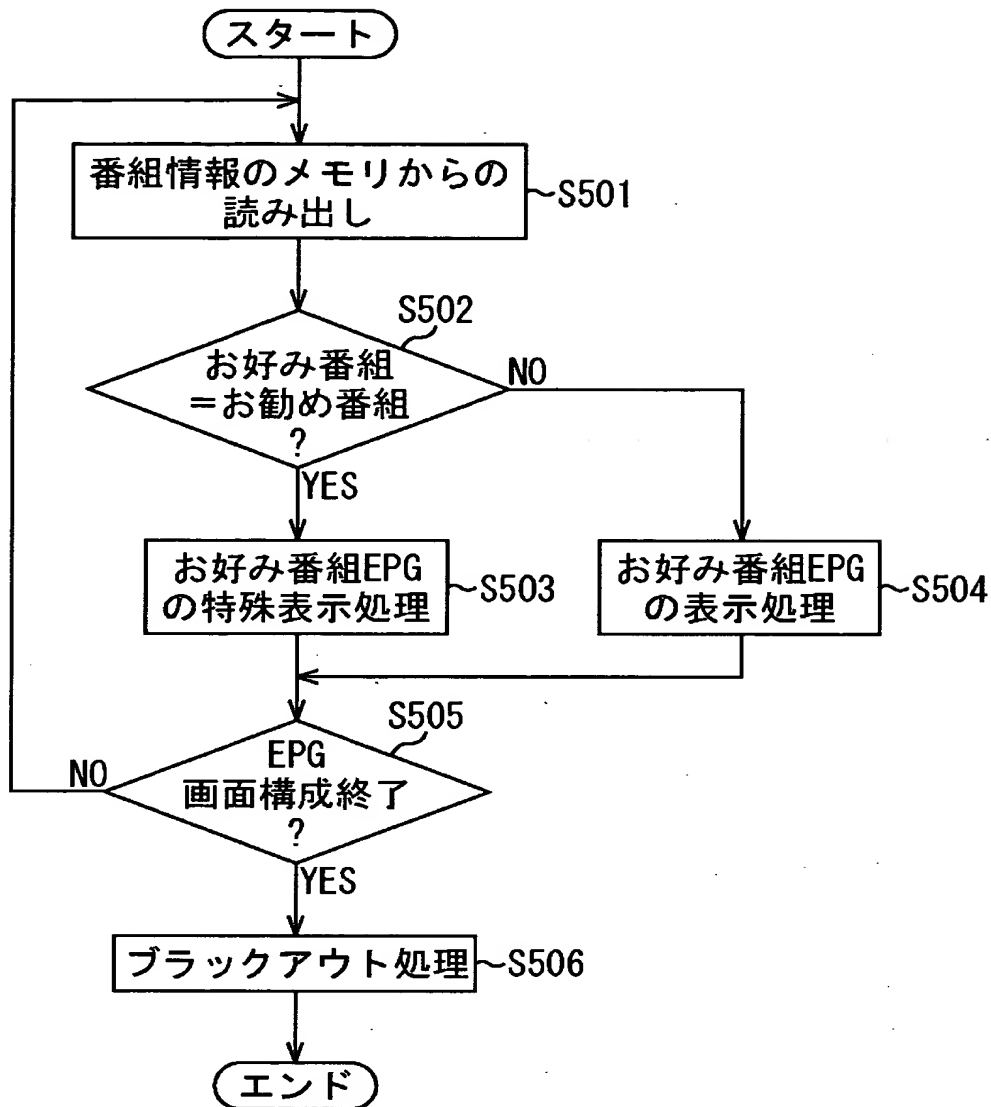 スタート
番組情報のメモリからの
読み出し
S501
S502
お好み番組
＝お勧め番組
?
NO
YES
お好み番組EPG
の特殊表示処理
S503
お好み番組EPG
の表示処理
S504
S505
EPG
画面構成終了
?
NO
YES
ブラックアウト処理
S506
エンド